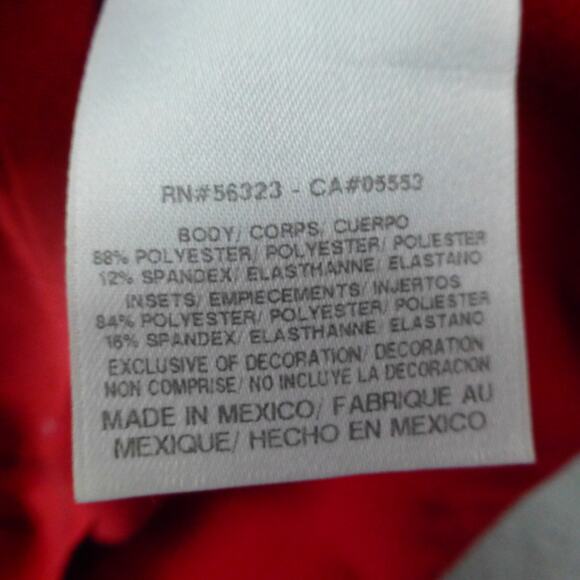 RN#56323 - CA#05553
BODY/ CORPS/ CUERPO
88% POLYESTER/ POLYESTER/ POLIESTER
12% SPANDEX/ ELASTHANNE/ ELASTANO
INSETS/ EMPIECEMENTS/ INJERTOS
84% POLYESTER/ POLYESTER/ POLIESTER
16% SPANDEX/ ELASTHANNE/ ELASTANO
EXCLUSIVE OF DECORATION/ DECORATION
NON COMPRISE/ NO INCLUYE LA DECORACION
MADE IN MEXICO/ FABRIQUE AU
MEXIQUE/ HECHO EN MEXICO